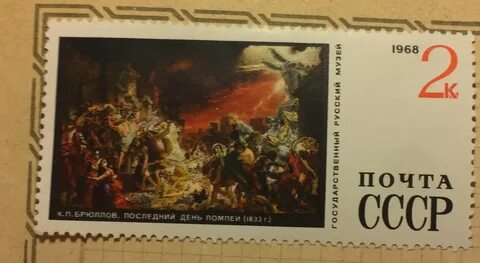 1968
2к.
ГОСУДАРСТВЕННЫЙ РУССКИЙ МУЗЕЙ
ПОЧТА
СССР
К.П.БРЮЛЛОВ, ПОСЛЕДНИЙ ДЕНЬ ПОМПЕИ (1833 г.)